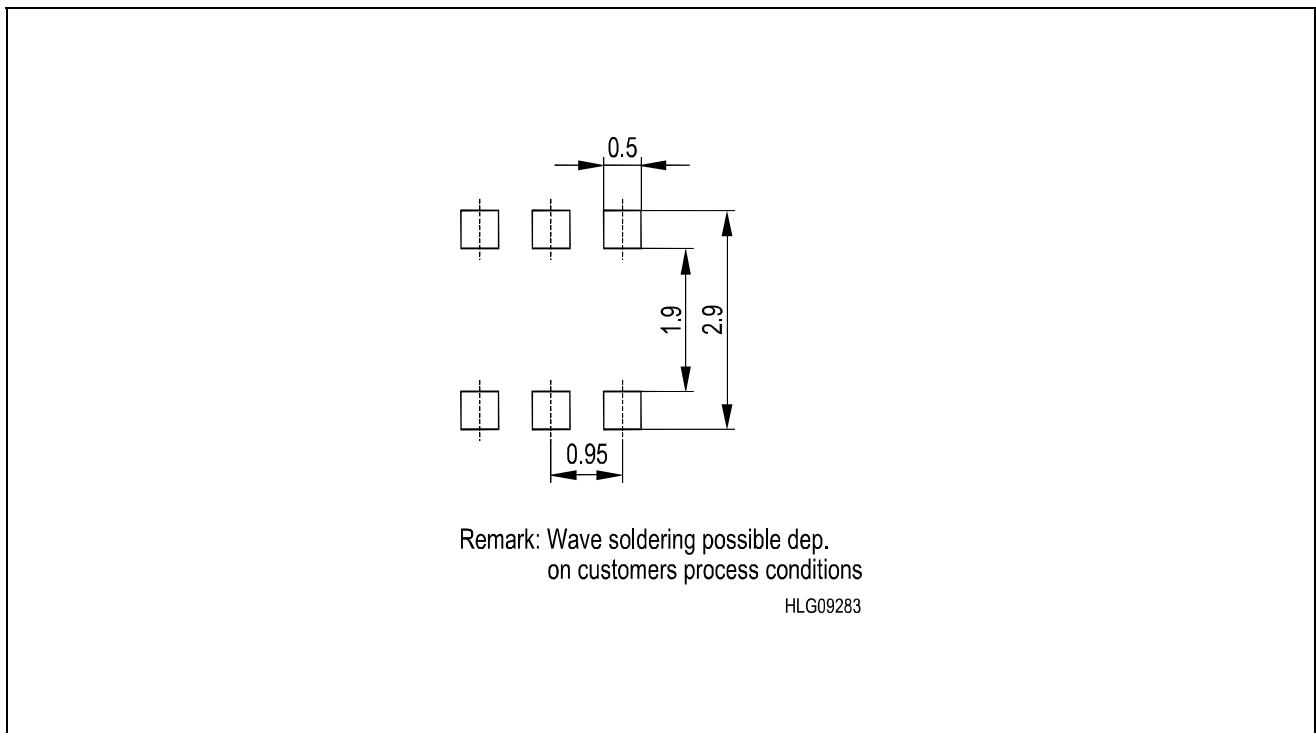 0.5
1.9
2.9
0.95
Remark: Wave soldering possible dep.
on customers process conditions
HLG09283